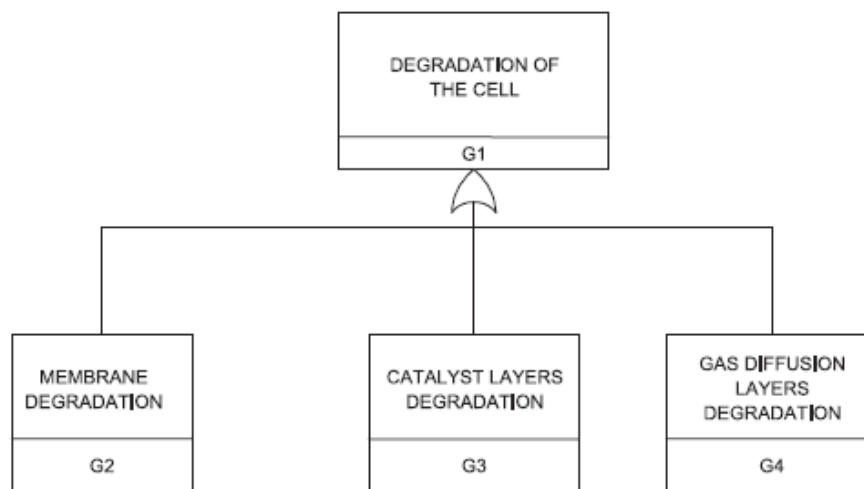 DEGRADATION OF
THE CELL
G1
MEMBRANE
DEGRADATION
G2
CATALYST LAYERS
DEGRADATION
G3
GAS DIFFUSION
LAYERS
DEGRADATION
G4